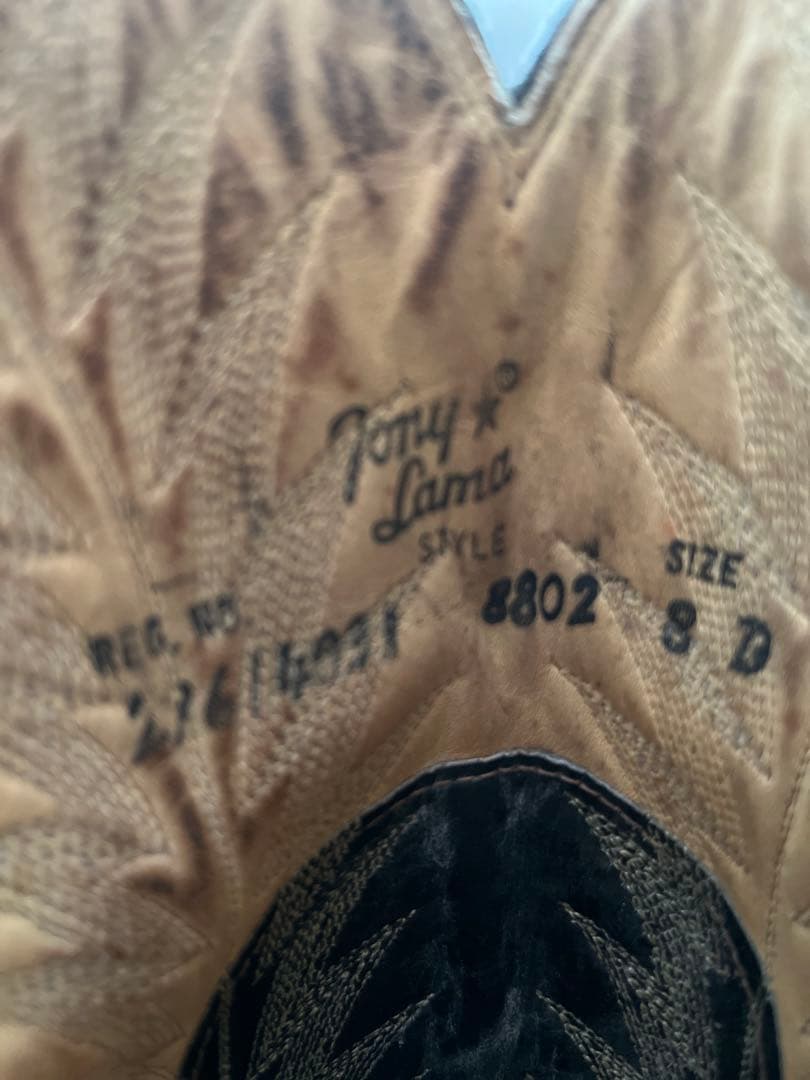 Tony
Lama ®
STYLE
8802
SIZE
8 D
REG. NO.